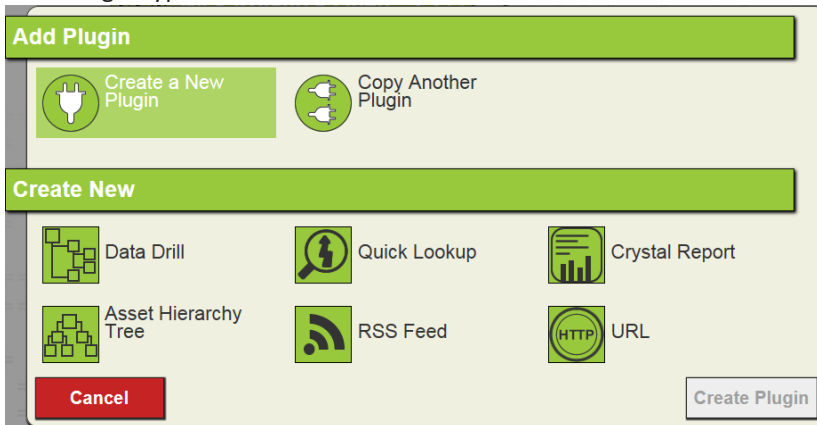 Add Plugin
Create a New
Plugin
Copy Another
Plugin
Create New
Data Drill
Quick Lookup
Crystal Report
Asset Hierarchy
Tree
RSS Feed
HTTP
URL
Cancel
Create Plugin